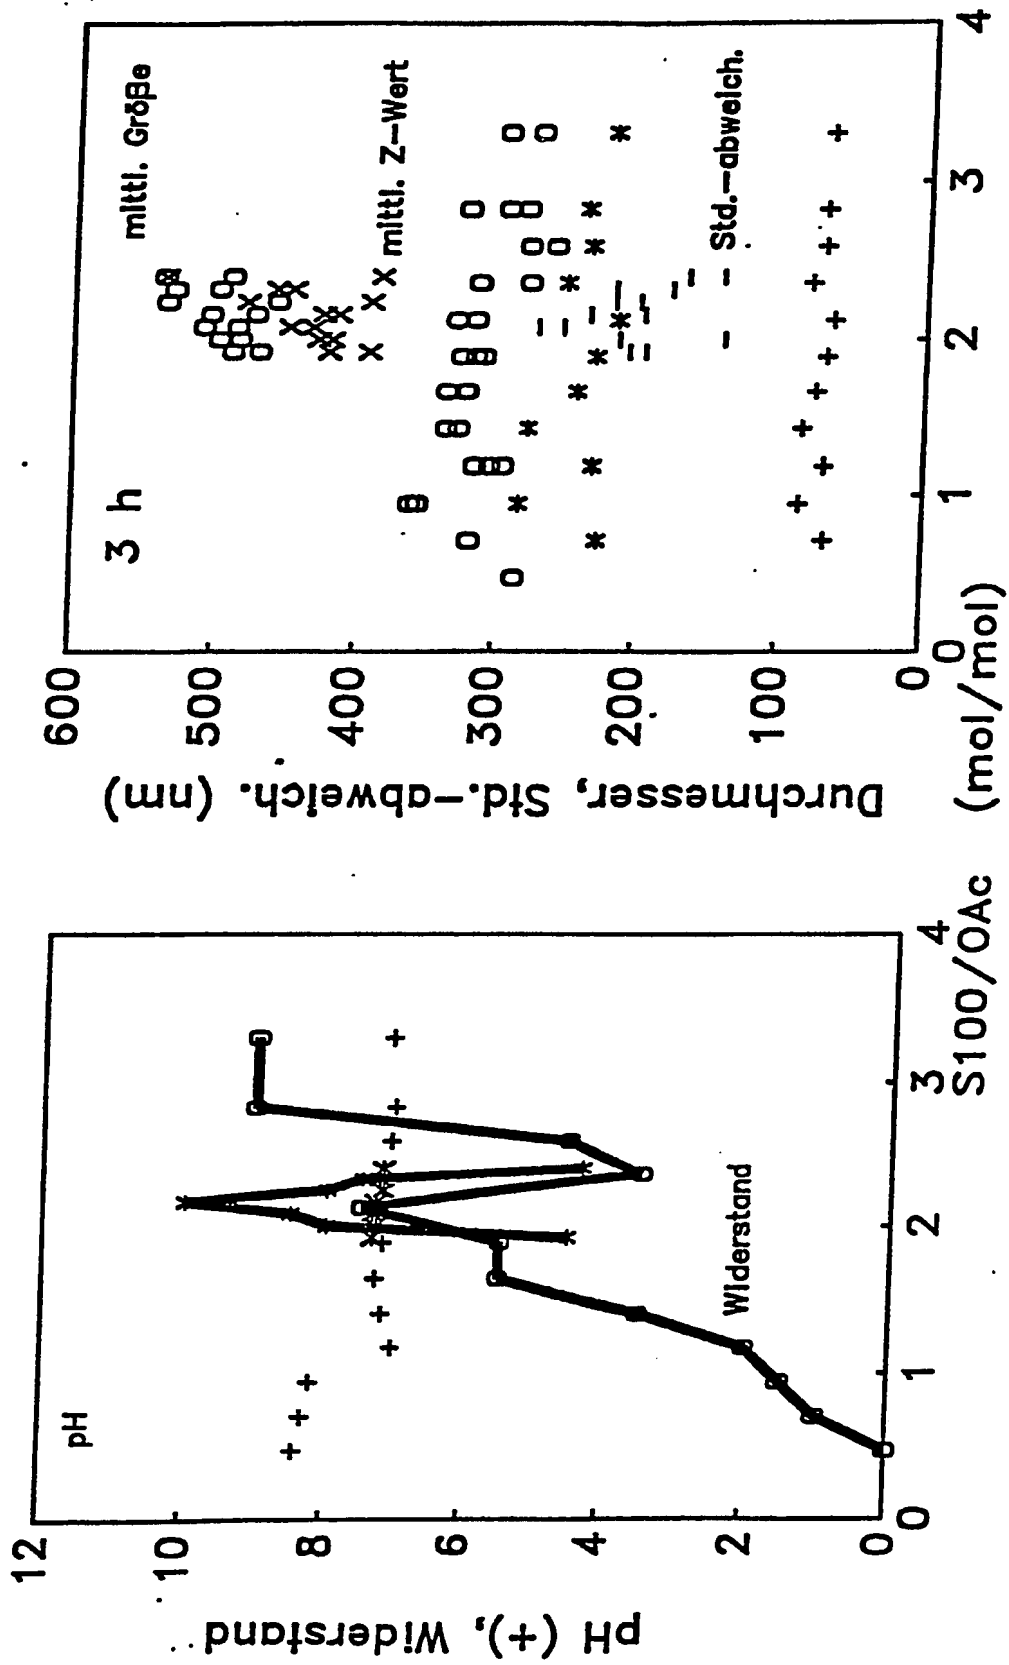 pH (+), Widerstand
12
10
8
6
4
2
0
pH
Widerstand
0
1
2
3
4
S100/OAc (mol/mol)
Durchmesser, Std.-abweich. (nm)
600
500
400
300
200
100
0
3 h
mittl. Größe
mittl. Z-Wert
Std.-abweich.
0
1
2
3
4